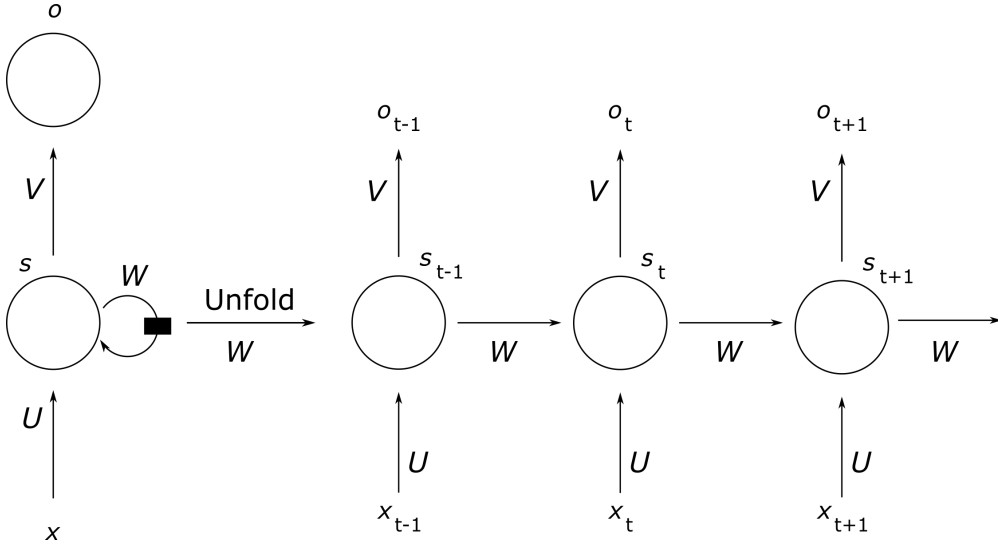 o
V
s
W
U
x
Unfold
W
o t-1
V
s t-1
W
U
x t-1
o t
V
s t
W
U
x t
o t+1
V
s t+1
W
U
x t+1